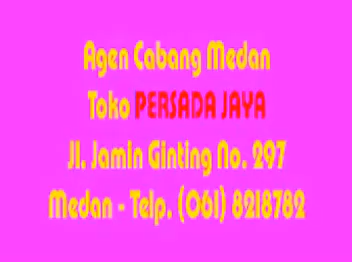 Agen Cabang Medan
Toko PERSADA JAYA
Jl. Jamin Ginting No. 297
Medan - Telp. (061) 8218782